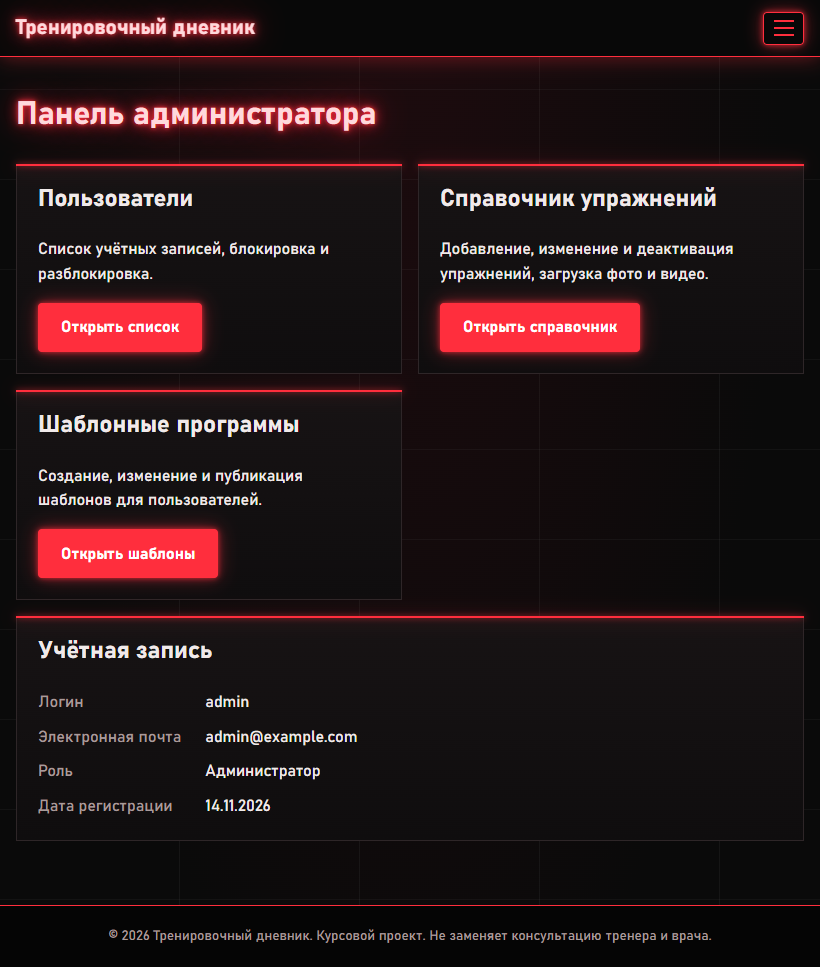 Тренировочный дневник
Панель администратора
Пользователи
Список учётных записей, блокировка и
разблокировка.
Открыть список
Справочник упражнений
Добавление, изменение и деактивация
упражнений, загрузка фото и видео.
Открыть справочник
Шаблонные программы
Создание, изменение и публикация
шаблонов для пользователей.
Открыть шаблоны
Учётная запись
Логин admin
Электронная почта admin@example.com
Роль Администратор
Дата регистрации 14.11.2026
© 2026 Тренировочный дневник. Курсовой проект. Не заменяет консультацию тренера и врача.